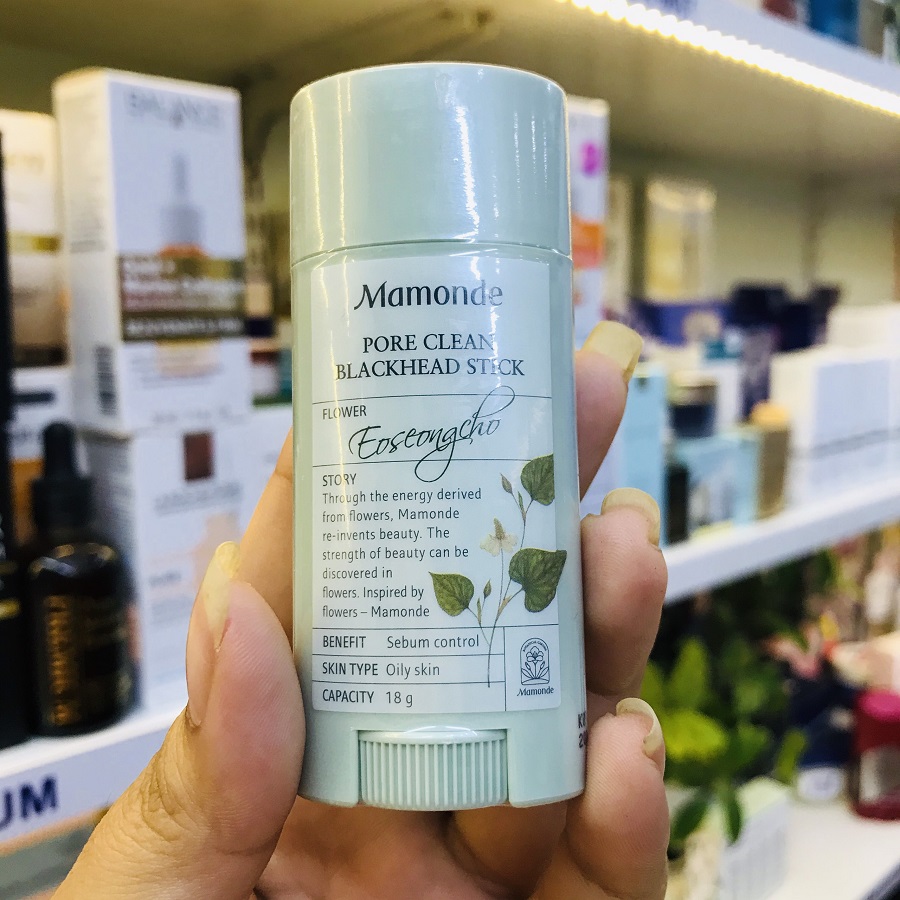 Mamonde
PORE CLEAN
BLACKHEAD STICK
FLOWER
Eoseongcho
STORY
Through the energy derived
from flowers, Mamonde
re-invents beauty. The
strength of beauty can be
discovered in
flowers. Inspired by
flowers – Mamonde
BENEFIT Sebum control
SKIN TYPE Oily skin
CAPACITY 18 g
Mamonde
BALANCE
UM